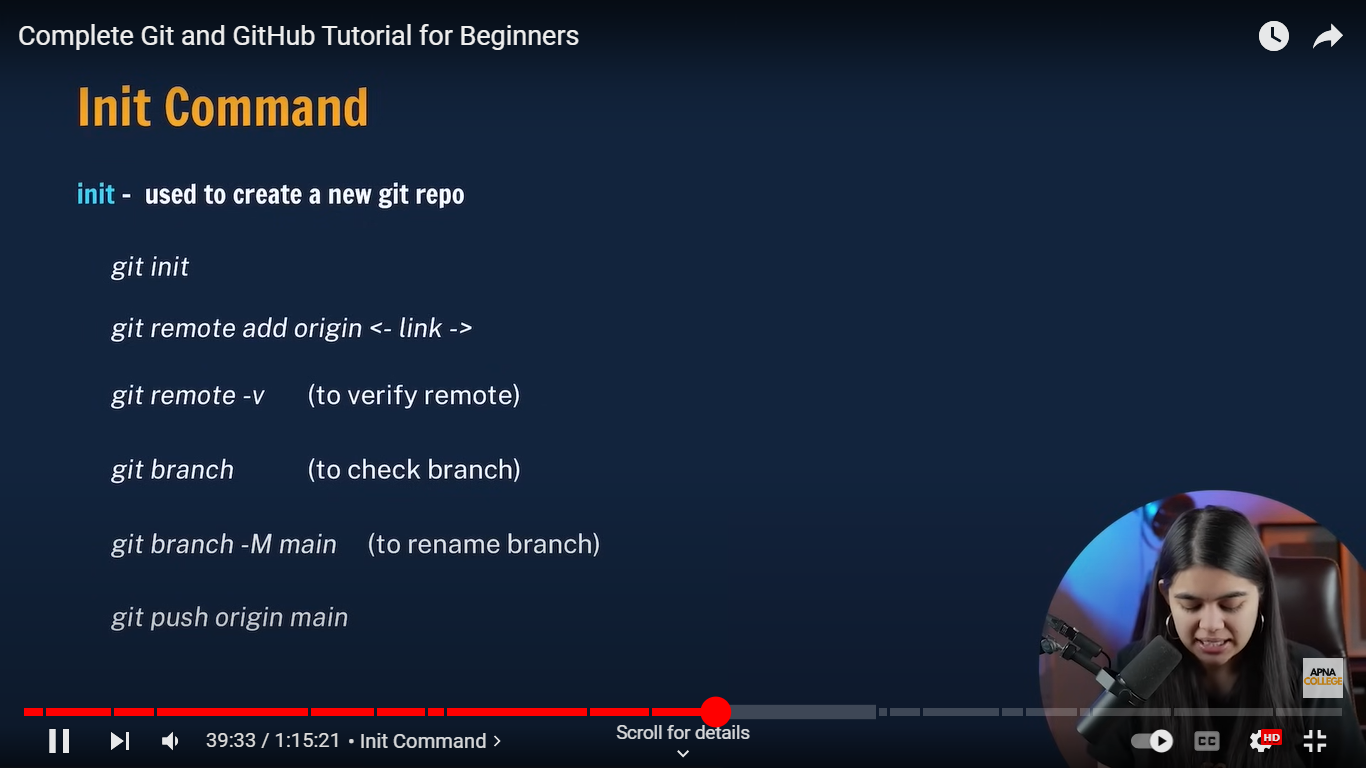 Complete Git and GitHub Tutorial for Beginners
Init Command
init - used to create a new git repo
git init
git remote add origin <- link ->
git remote -v (to verify remote)
git branch (to check branch)
git branch -M main (to rename branch)
git push origin main
APNA
COLLEGE
39:33 / 1:15:21 • Init Command >
Scroll for details
CC
HD